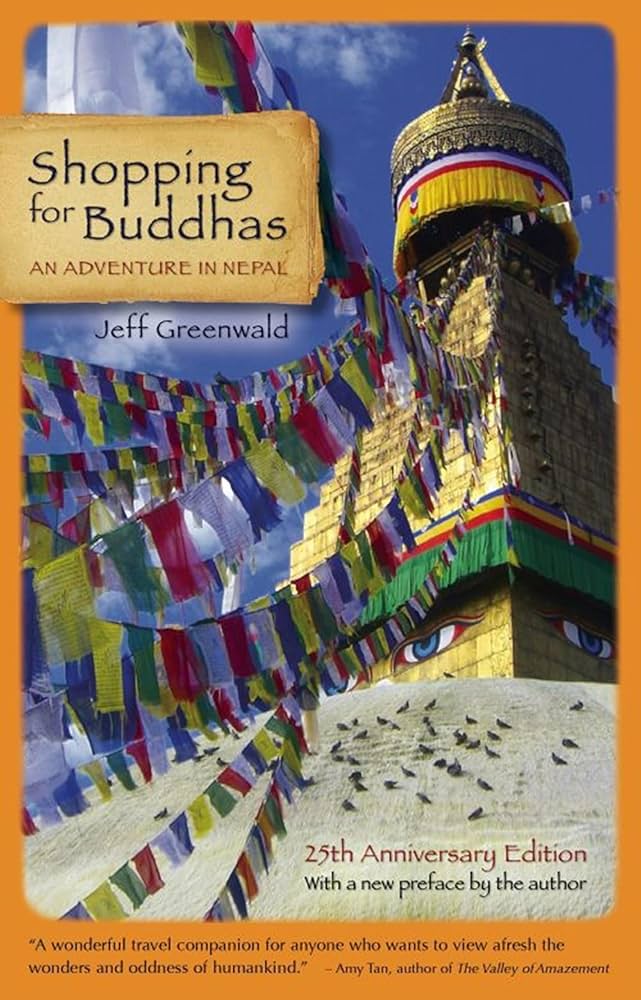 Shopping
for Buddhas
AN ADVENTURE IN NEPAL
Jeff Greenwald
25th Anniversary Edition
With a new preface by the author
“A wonderful travel companion for anyone who wants to view afresh the
wonders and oddness of humankind.” – Amy Tan, author of The Valley of Amazement